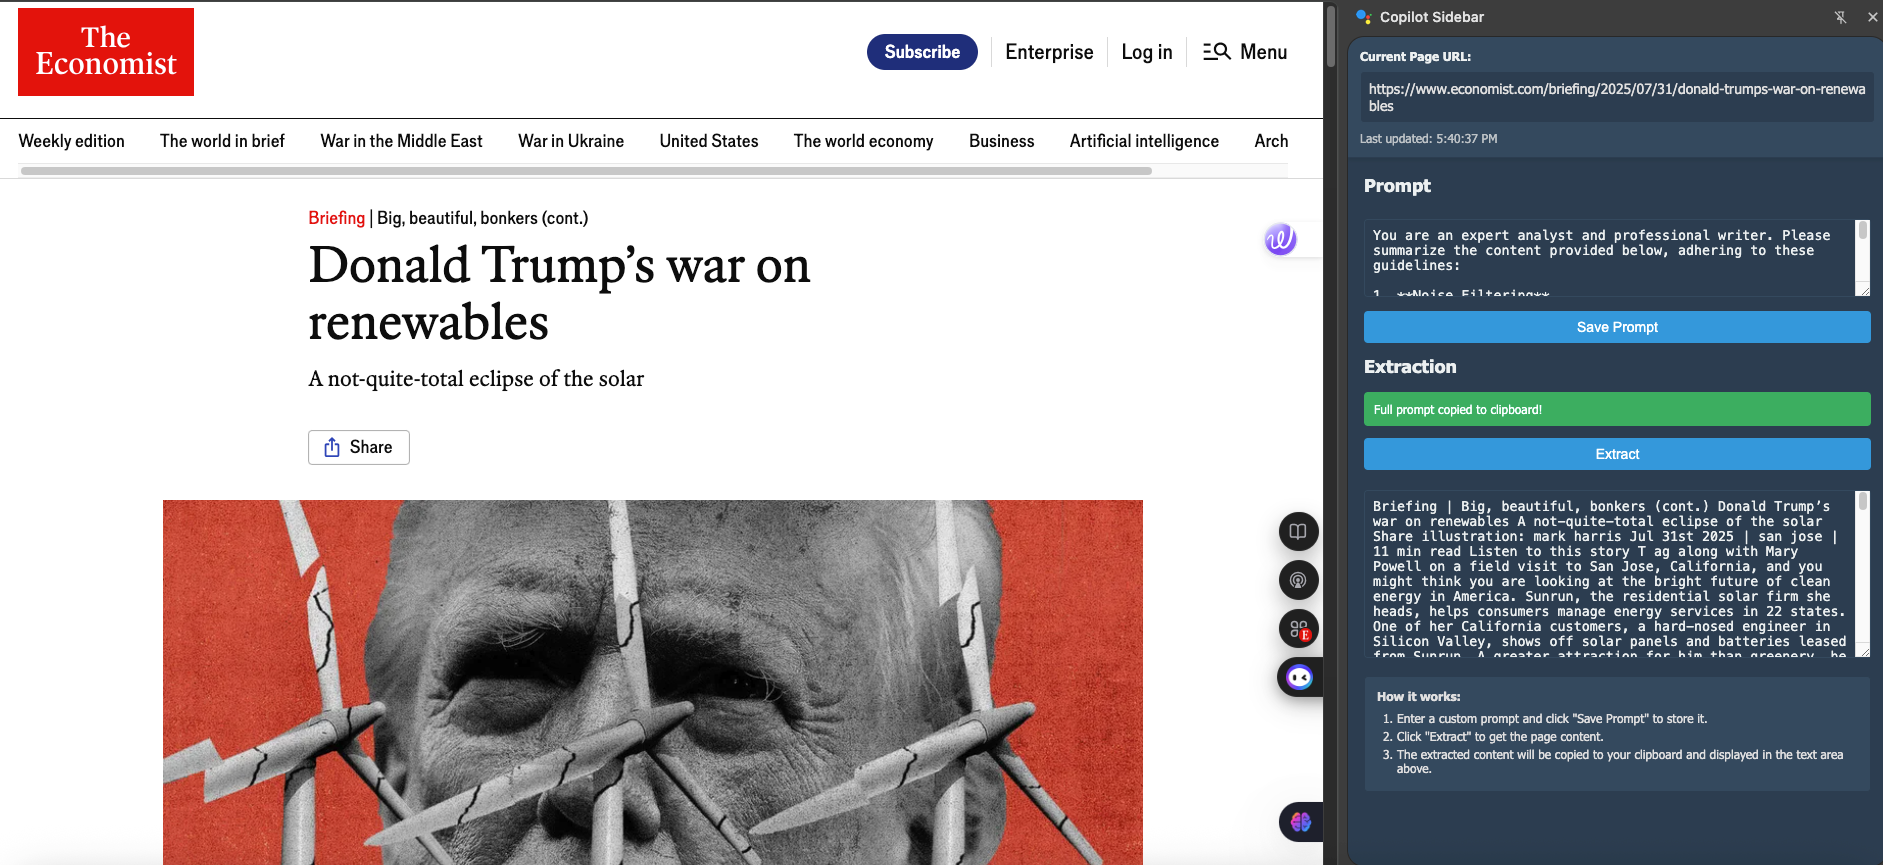 The
Economist
Subscribe
Enterprise
Log in
Menu
Weekly edition
The world in brief
War in the Middle East
War in Ukraine
United States
The world economy
Business
Artificial intelligence
Arch
Briefing | Big, beautiful, bonkers (cont.)
Donald Trump’s war on
renewables
A not-quite-total eclipse of the solar
Share
E
Copilot Sidebar
Current Page URL:
https://www.economist.com/briefing/2025/07/31/donald-trumps-war-on-renewa
bles
Last updated: 5:40:37 PM
Prompt
You are an expert analyst and professional writer. Please
summarize the content provided below, adhering to these
guidelines:
1. **Noise Filtering**
Save Prompt
Extraction
Full prompt copied to clipboard!
Extract
Briefing | Big, beautiful, bonkers (cont.) Donald Trump’s
war on renewables A not-quite-total eclipse of the solar
Share illustration: mark harris Jul 31st 2025 | san jose |
11 min read Listen to this story T ag along with Mary
Powell on a field visit to San Jose, California, and you
might think you are looking at the bright future of clean
energy in America. Sunrun, the residential solar firm she
heads, helps consumers manage energy services in 22 states.
One of her California customers, a hard-nosed engineer in
Silicon Valley, shows off solar panels and batteries leased
from Sunrun. A greater attraction for him than greenery, he
How it works:
1. Enter a custom prompt and click "Save Prompt" to store it.
2. Click "Extract" to get the page content.
3. The extracted content will be copied to your clipboard and displayed in the text area
above.